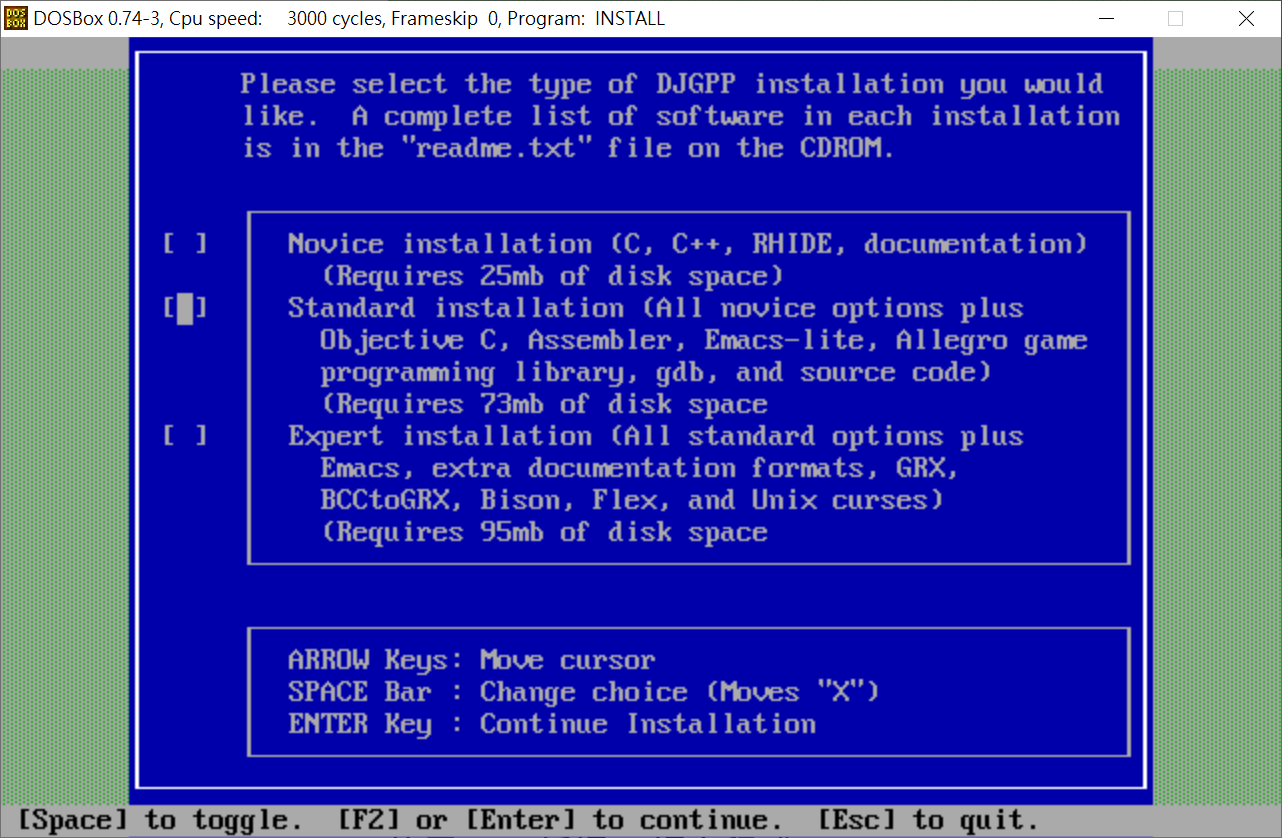 DOSBox 0.74-3, Cpu speed: 3000 cycles, Frameskip 0, Program: INSTALL
Please select the type of DJGPP installation you would
like. A complete list of software in each installation
is in the "readme.txt" file on the CDROM.
[ ] Novice installation (C, C++, RHIDE, documentation)
(Requires 25mb of disk space)
[ ] Standard installation (All novice options plus
Objective C, Assembler, Emacs-lite, Allegro game
programming library, gdb, and source code)
(Requires 73mb of disk space
[ ] Expert installation (All standard options plus
Emacs, extra documentation formats, GRX,
BCCtoGRX, Bison, Flex, and Unix curses)
(Requires 95mb of disk space
ARROW Keys: Move cursor
SPACE Bar : Change choice (Moves "X")
ENTER Key : Continue Installation
[Space] to toggle. [F2] or [Enter] to continue. [Esc] to quit.